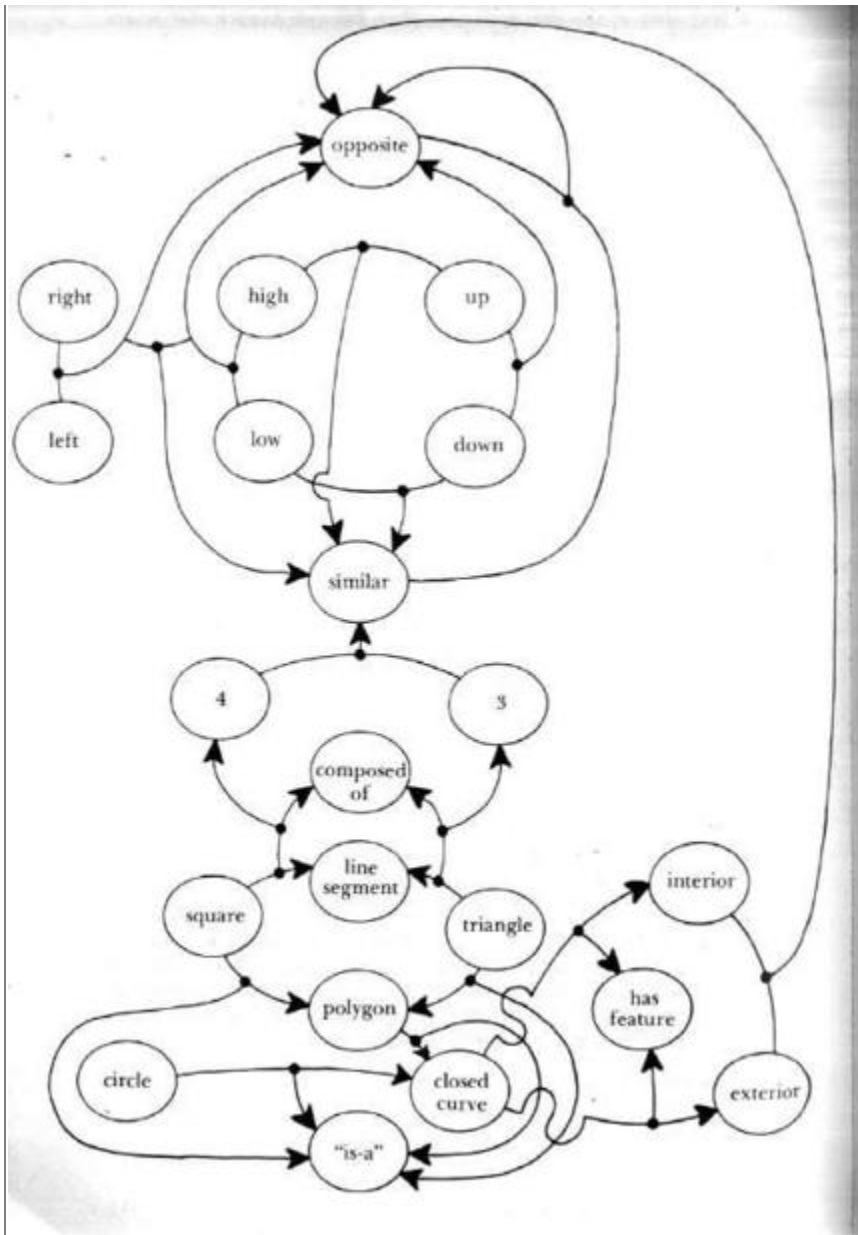 opposite
right
high
up
left
low
down
similar
4
3
composed
of
line
segment
square
triangle
interior
polygon
has
feature
circle
closed
curve
exterior
"is-a"